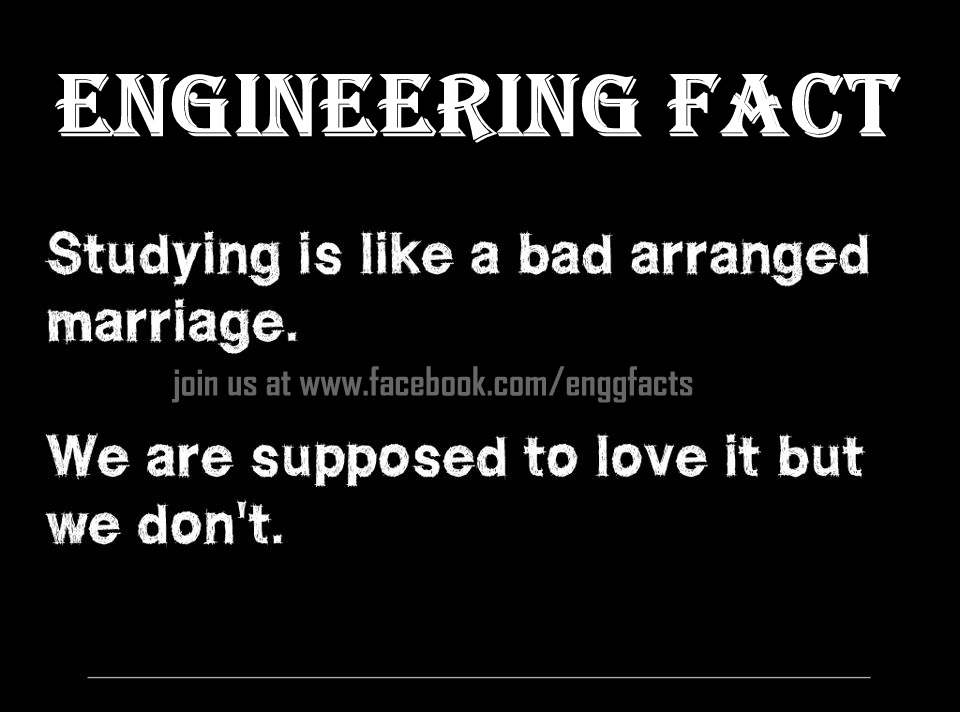 ENGINEERING FACT
Studying is like a bad arranged
marriage.
join us at www.facebook.com/enggfacts
We are supposed to love it but
we don't.